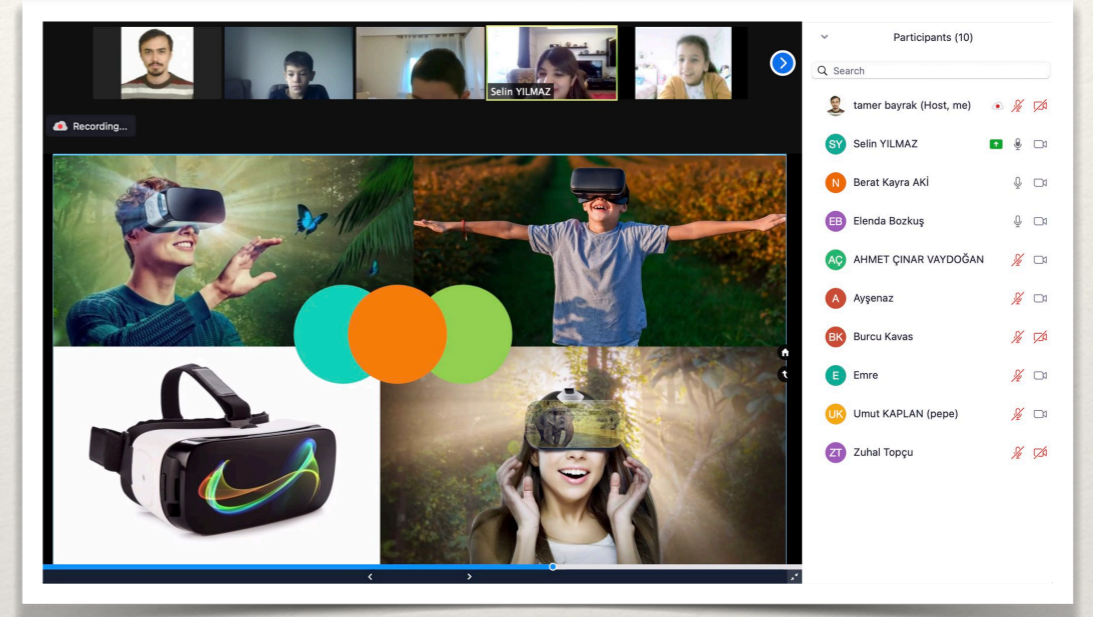 Selin YILMAZ
Recording...
Participants (10)
Search
tamer bayrak (Host, me)
SY Selin YILMAZ
N Berat Kayra AKİ
EB Elenda Bozkuş
AÇ AHMET ÇINAR VAYDOĞAN
A Ayşenaz
BK Burcu Kavas
E Emre
UK Umut KAPLAN (pepe)
ZT Zuhal Topçu